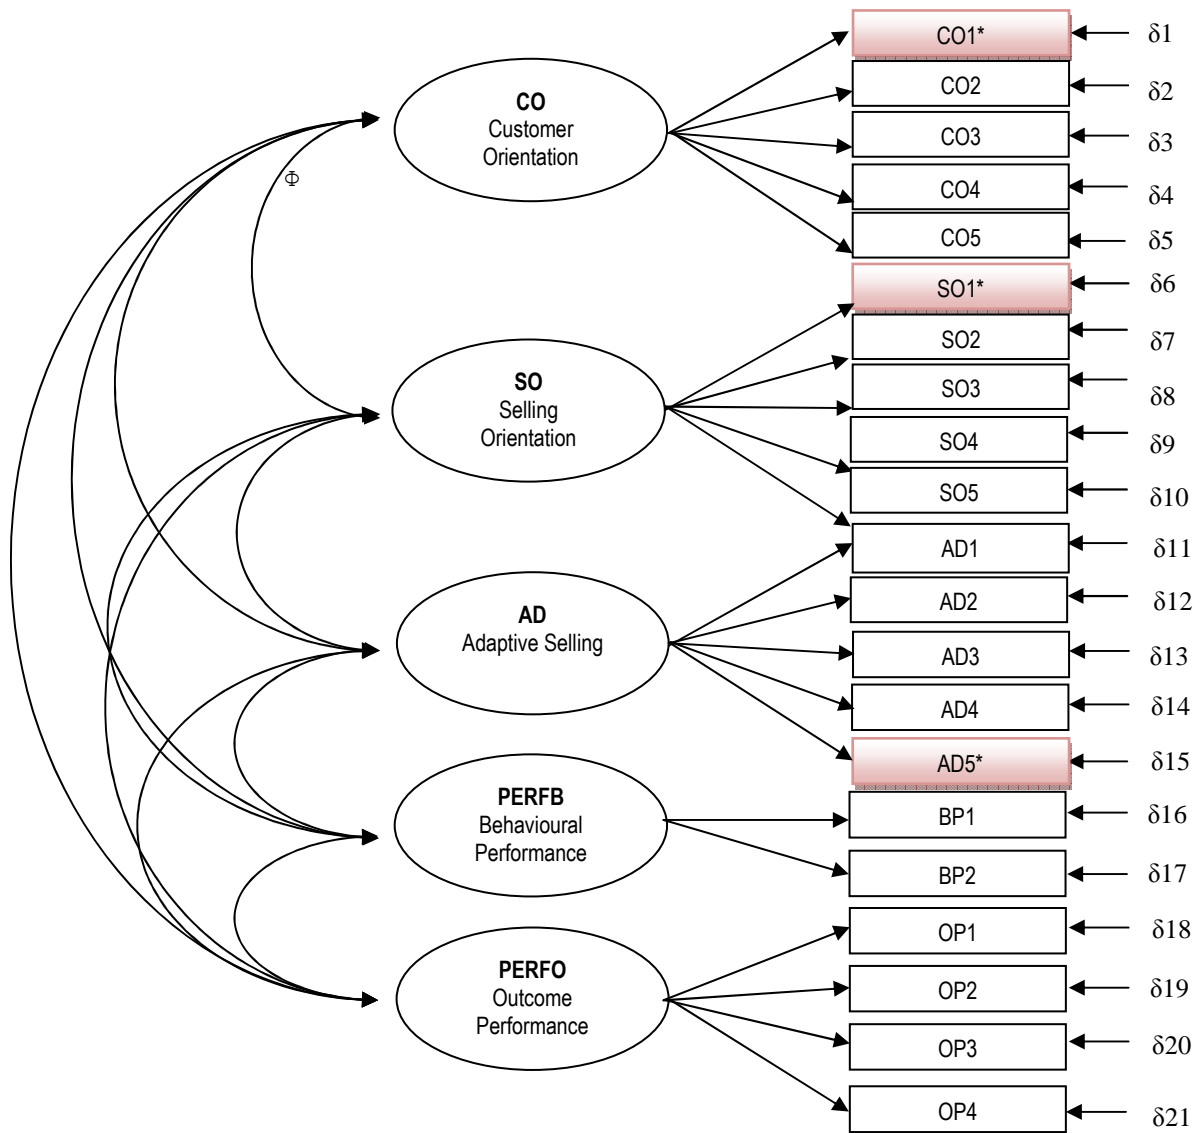 CO1*
δ1
CO
Customer
Orientation
CO2
δ2
CO3
δ3
Φ
CO4
δ4
CO5
δ5
SO1*
δ6
SO2
δ7
SO
Selling
Orientation
SO3
δ8
SO4
δ9
SO5
δ10
AD1
δ11
AD2
δ12
AD
Adaptive Selling
AD3
δ13
AD4
δ14
AD5*
δ15
PERFB
Behavioural
Performance
BP1
δ16
BP2
δ17
OP1
δ18
PERFO
Outcome
Performance
OP2
δ19
OP3
δ20
OP4
δ21